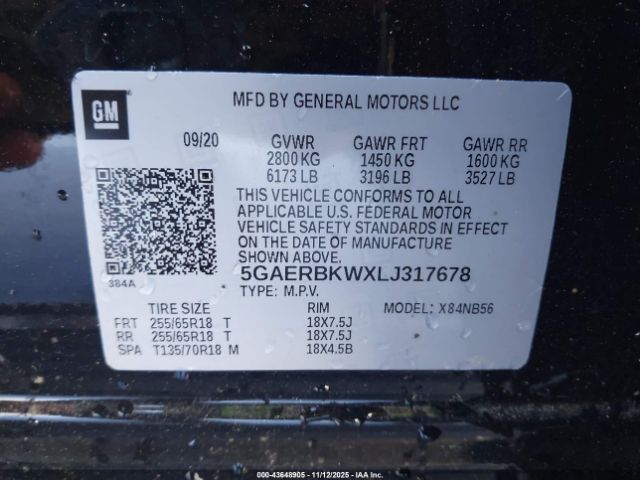 GM
MFD BY GENERAL MOTORS LLC
09/20 GVWR GAWR FRT GAWR RR
2800 KG 1450 KG 1600 KG
6173 LB 3196 LB 3527 LB
THIS VEHICLE CONFORMS TO ALL
APPLICABLE U.S. FEDERAL MOTOR
VEHICLE SAFETY STANDARDS IN EFFECT
ON THE DATE OF MANUFACTURE
SHOWN ABOVE.
384A
5GAERBKWXLJ317678
TYPE: M.P.V. MODEL: X84NB56
TIRE SIZE RIM
FRT 255/65R18 T 18X7.5J
RR 255/65R18 T 18X7.5J
SPA T135/70R18 M 18X4.5B
000-43648905 - 11/12/2025 - IAA Inc.